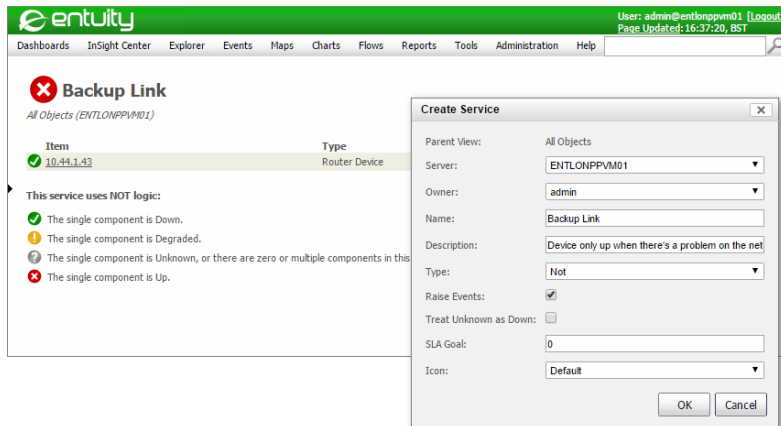 entuity
User: admin@entlonppvm01 [Logout
Page Updated: 16:37:20, BST
Dashboards InSight Center Explorer Events Maps Charts Flows Reports Tools Administration Help
Backup Link
All Objects (ENTLONPPVM01)
Item Type
10.44.1.43 Router Device
This service uses NOT logic:
The single component is Down.
The single component is Degraded.
The single component is Unknown, or there are zero or multiple components in this
The single component is Up.
Create Service
Parent View: All Objects
Server: ENTLONPPVM01
Owner: admin
Name: Backup Link
Description: Device only up when there's a problem on the net
Type: Not
Raise Events:
Treat Unknown as Down:
SLA Goal: 0
Icon: Default
OK Cancel